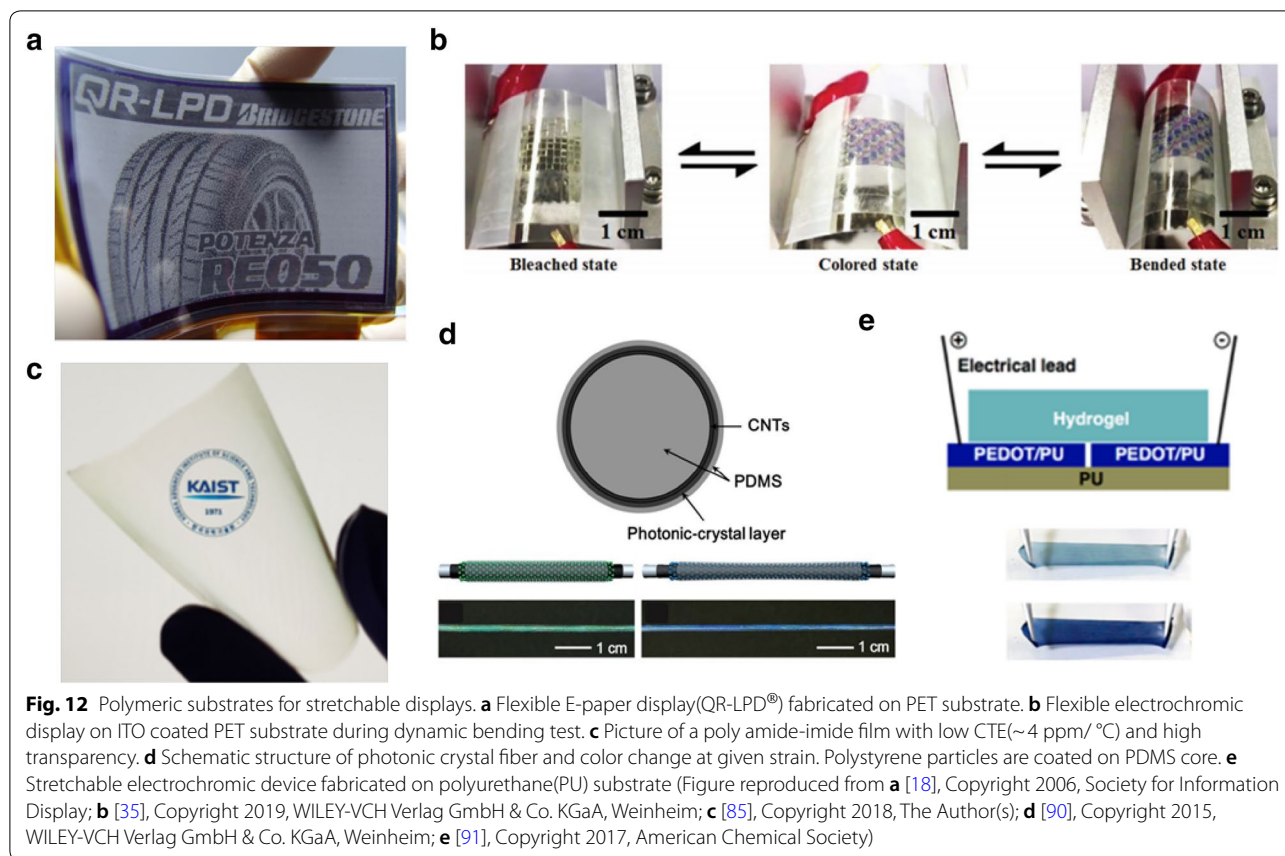 a
QR-LPD BRIDGESTONE
POTENZA
RE050
b
1 cm
1 cm
1 cm
Bleached state
Colored state
Bended state
c
KOREA ADVANCED INSTITUTE OF SCIENCE AND TECHNOLOGY
KAIST
1971
d
CNTs
PDMS
Photonic-crystal layer
1 cm
1 cm
e
+
-
Electrical lead
Hydrogel
PEDOT/PU PEDOT/PU
PU
Fig. 12 Polymeric substrates for stretchable displays. a Flexible E-paper display(QR-LPD®) fabricated on PET substrate. b Flexible electrochromic
display on ITO coated PET substrate during dynamic bending test. c Picture of a poly amide-imide film with low CTE(~ 4 ppm/ °C) and high
transparency. d Schematic structure of photonic crystal fiber and color change at given strain. Polystyrene particles are coated on PDMS core. e
Stretchable electrochromic device fabricated on polyurethane(PU) substrate (Figure reproduced from a [18], Copyright 2006, Society for Information
Display; b [35], Copyright 2019, WILEY-VCH Verlag GmbH & Co. KGaA, Weinheim; c [85], Copyright 2018, The Author(s); d [90], Copyright 2015,
WILEY-VCH Verlag GmbH & Co. KGaA, Weinheim; e [91], Copyright 2017, American Chemical Society)